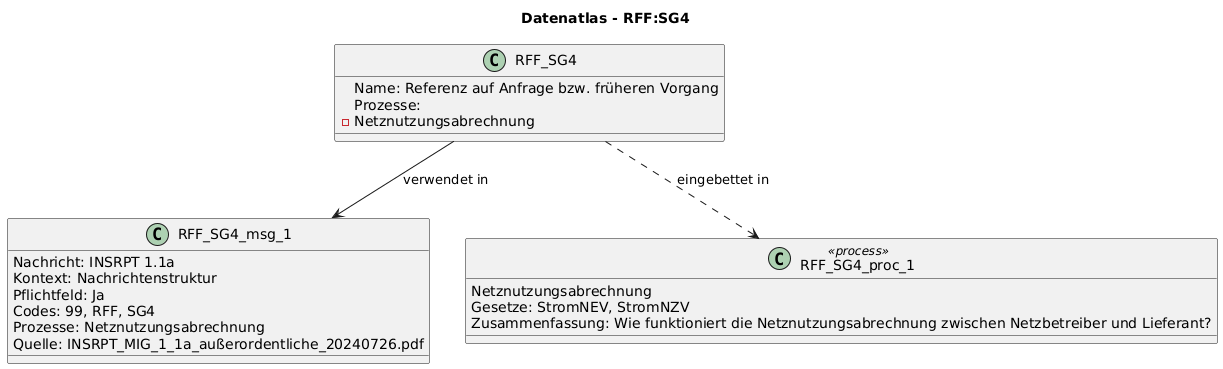 Datenatlas - RFF:SG4
C RFF_SG4
Name: Referenz auf Anfrage bzw. früheren Vorgang
Prozesse:
Netznutzungsabrechnung
verwendet in
eingebettet in
C RFF_SG4_msg_1
Nachricht: INSRPT 1.1a
Kontext: Nachrichtenstruktur
Pflichtfeld: Ja
Codes: 99, RFF, SG4
Prozesse: Netznutzungsabrechnung
Quelle: INSRPT_MIG_1_1a_außerordentliche_20240726.pdf
C «process»
RFF_SG4_proc_1
Netznutzungsabrechnung
Gesetze: StromNEV, StromNZV
Zusammenfassung: Wie funktioniert die Netznutzungsabrechnung zwischen Netzbetreiber und Lieferant?